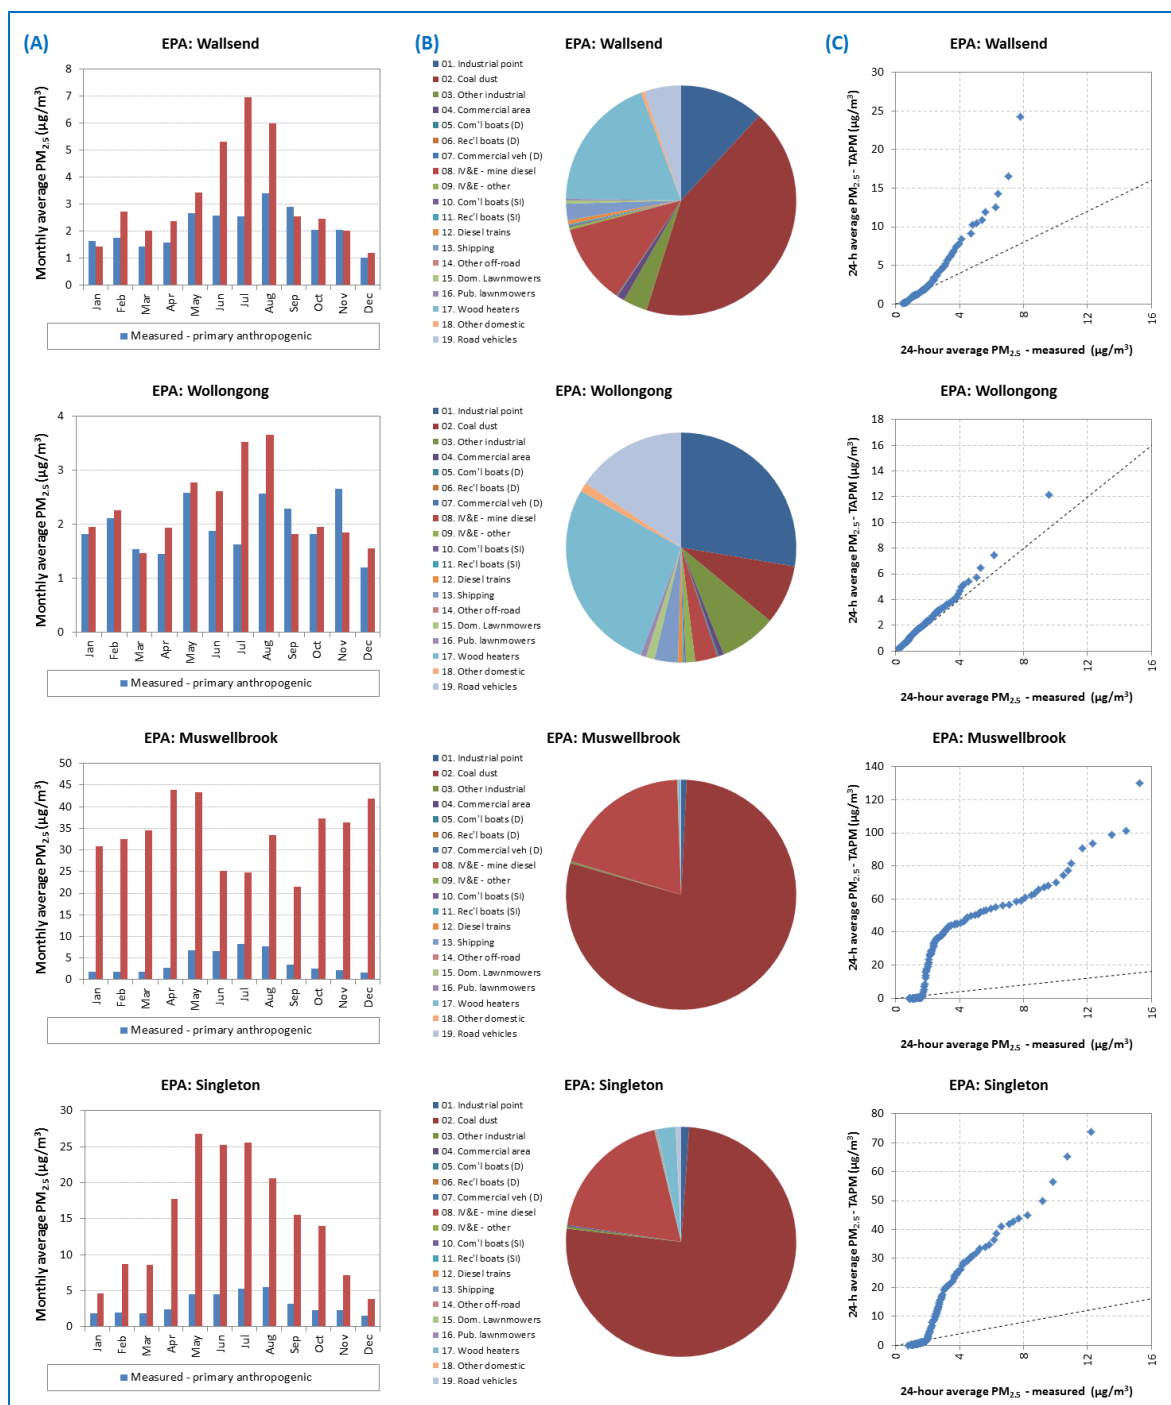 (A)
EPA: Wallsend
Monthly average PM2.5 (µg/m³)
8
7
6
5
4
3
2
1
0
Jan
Feb
Mar
Apr
May
Jun
Jul
Aug
Sep
Oct
Nov
Dec
Measured - primary anthropogenic
(B)
EPA: Wallsend
01. Industrial point
02. Coal dust
03. Other industrial
04. Commercial area
05. Com'l boats (D)
06. Rec'l boats (D)
07. Commercial veh (D)
08. IV&E - mine diesel
09. IV&E - other
10. Com'l boats (SI)
11. Rec'l boats (SI)
12. Diesel trains
13. Shipping
14. Other off-road
15. Dom. Lawnmowers
16. Pub. lawnmowers
17. Wood heaters
18. Other domestic
19. Road vehicles
(C)
EPA: Wallsend
24-h average PM2.5 - TAPM (µg/m³)
30
25
20
15
10
5
0
0
4
8
12
16
24-hour average PM2.5 - measured (µg/m³)
EPA: Wollongong
Monthly average PM2.5 (µg/m³)
4
3
2
1
0
Jan
Feb
Mar
Apr
May
Jun
Jul
Aug
Sep
Oct
Nov
Dec
Measured - primary anthropogenic
EPA: Wollongong
01. Industrial point
02. Coal dust
03. Other industrial
04. Commercial area
05. Com'l boats (D)
06. Rec'l boats (D)
07. Commercial veh (D)
08. IV&E - mine diesel
09. IV&E - other
10. Com'l boats (SI)
11. Rec'l boats (SI)
12. Diesel trains
13. Shipping
14. Other off-road
15. Dom. Lawnmowers
16. Pub. lawnmowers
17. Wood heaters
18. Other domestic
19. Road vehicles
EPA: Wollongong
24-h average PM2.5 - TAPM (µg/m³)
18
16
14
12
10
8
6
4
2
0
0
4
8
12
16
24-hour average PM2.5 - measured (µg/m³)
EPA: Muswellbrook
Monthly average PM2.5 (µg/m³)
50
45
40
35
30
25
20
15
10
5
0
Jan
Feb
Mar
Apr
May
Jun
Jul
Aug
Sep
Oct
Nov
Dec
Measured - primary anthropogenic
EPA: Muswellbrook
01. Industrial point
02. Coal dust
03. Other industrial
04. Commercial area
05. Com'l boats (D)
06. Rec'l boats (D)
07. Commercial veh (D)
08. IV&E - mine diesel
09. IV&E - other
10. Com'l boats (SI)
11. Rec'l boats (SI)
12. Diesel trains
13. Shipping
14. Other off-road
15. Dom. Lawnmowers
16. Pub. lawnmowers
17. Wood heaters
18. Other domestic
19. Road vehicles
EPA: Muswellbrook
24-h average PM2.5 - TAPM (µg/m³)
140
120
100
80
60
40
20
0
0
4
8
12
16
24-hour average PM2.5 - measured (µg/m³)
EPA: Singleton
Monthly average PM2.5 (µg/m³)
30
25
20
15
10
5
0
Jan
Feb
Mar
Apr
May
Jun
Jul
Aug
Sep
Oct
Nov
Dec
Measured - primary anthropogenic
EPA: Singleton
01. Industrial point
02. Coal dust
03. Other industrial
04. Commercial area
05. Com'l boats (D)
06. Rec'l boats (D)
07. Commercial veh (D)
08. IV&E - mine diesel
09. IV&E - other
10. Com'l boats (SI)
11. Rec'l boats (SI)
12. Diesel trains
13. Shipping
14. Other off-road
15. Dom. Lawnmowers
16. Pub. lawnmowers
17. Wood heaters
18. Other domestic
19. Road vehicles
EPA: Singleton
24-h average PM2.5 - TAPM (µg/m³)
80
70
60
50
40
30
20
10
0
0
4
8
12
16
24-hour average PM2.5 - measured (µg/m³)